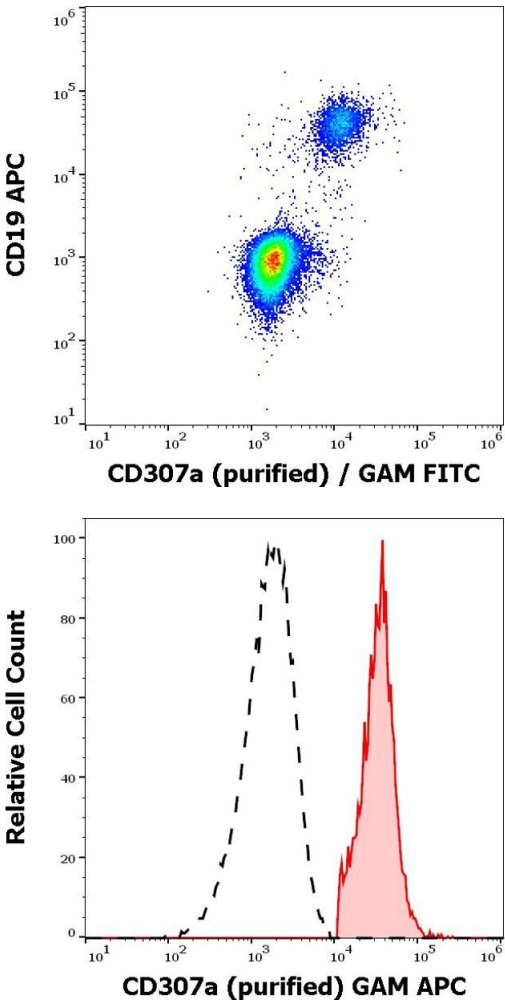 10⁶
10⁵
10⁴
10³
10²
10¹
CD19 APC
10¹ 10² 10³ 10⁴ 10⁵ 10⁶
CD307a (purified) / GAM FITC
100
80
60
40
20
0
Relative Cell Count
10¹ 10² 10³ 10⁴ 10⁵ 10⁶
CD307a (purified) GAM APC